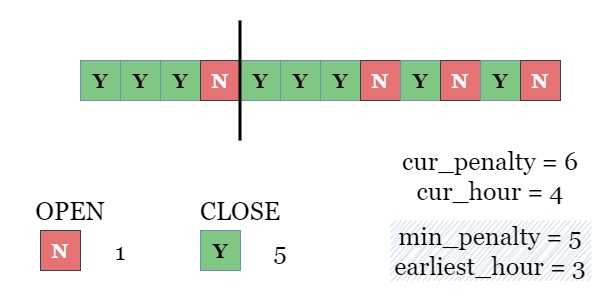 Y Y Y N Y Y Y N Y N Y N
cur_penalty = 6
cur_hour = 4
OPEN CLOSE
N 1 Y 5
min_penalty = 5
earliest_hour = 3